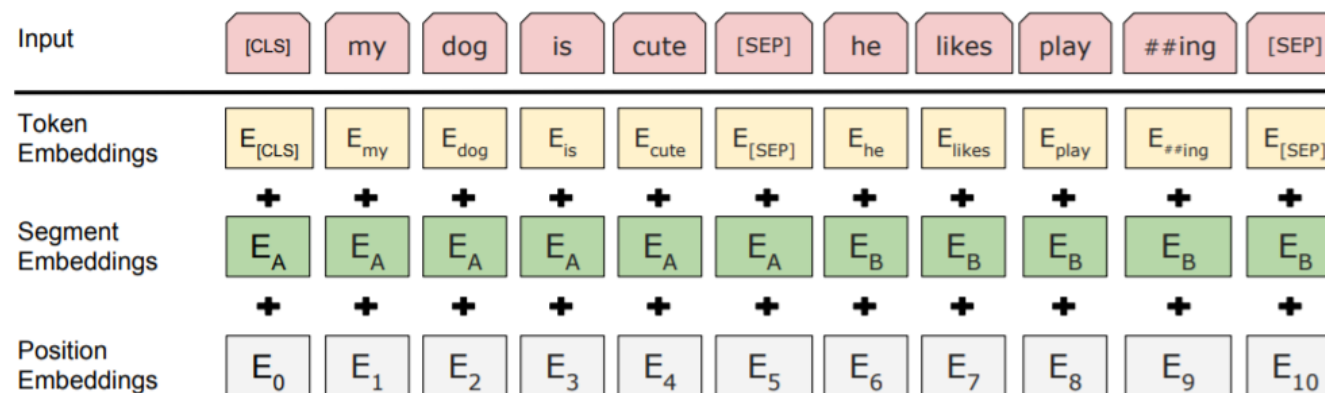 Input [CLS] my dog is cute [SEP] he likes play ##ing [SEP]
Token
Embeddings E[CLS] Emy Edog Eis Ecute E[SEP] Ehe Elikes Eplay E##ing E[SEP]
+ + + + + + + + + + +
Segment
Embeddings EA EA EA EA EA EA EB EB EB EB EB
+ + + + + + + + + + +
Position
Embeddings E0 E1 E2 E3 E4 E5 E6 E7 E8 E9 E10